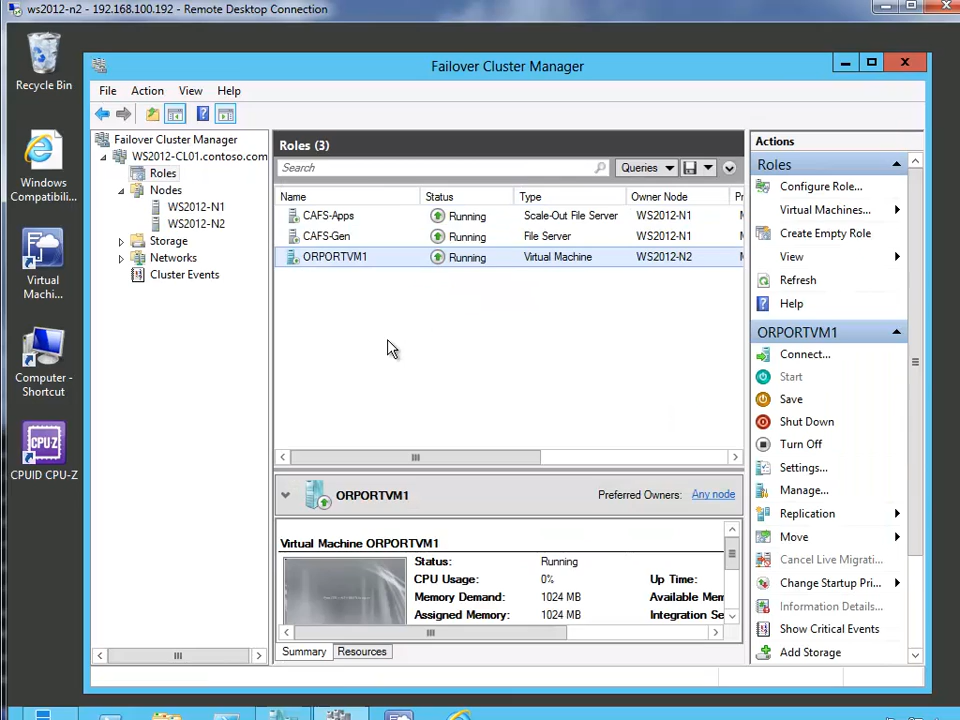 ws2012-n2 - 192.168.100.192 - Remote Desktop Connection
Recycle Bin
Windows Compatibili...
Virtual Machi...
Computer - Shortcut
CPU-Z
CPUID CPU-Z
Failover Cluster Manager
File Action View Help
Failover Cluster Manager
WS2012-CL01.contoso.com
Roles
Nodes
WS2012-N1
WS2012-N2
Storage
Networks
Cluster Events
Roles (3)
Search Queries
Name Status Type Owner Node
CAFS-Apps Running Scale-Out File Server WS2012-N1
CAFS-Gen Running File Server WS2012-N1
ORPORTVM1 Running Virtual Machine WS2012-N2
ORPORTVM1 Preferred Owners: Any node
Virtual Machine ORPORTVM1
Status: Running
CPU Usage: 0% Up Time:
Memory Demand: 1024 MB Available Mem
Assigned Memory: 1024 MB Integration Se
Summary Resources
Actions
Roles
Configure Role...
Virtual Machines...
Create Empty Role
View
Refresh
Help
ORPORTVM1
Connect...
Start
Save
Shut Down
Turn Off
Settings...
Manage...
Replication
Move
Cancel Live Migrati...
Change Startup Pri...
Information Details...
Show Critical Events
Add Storage